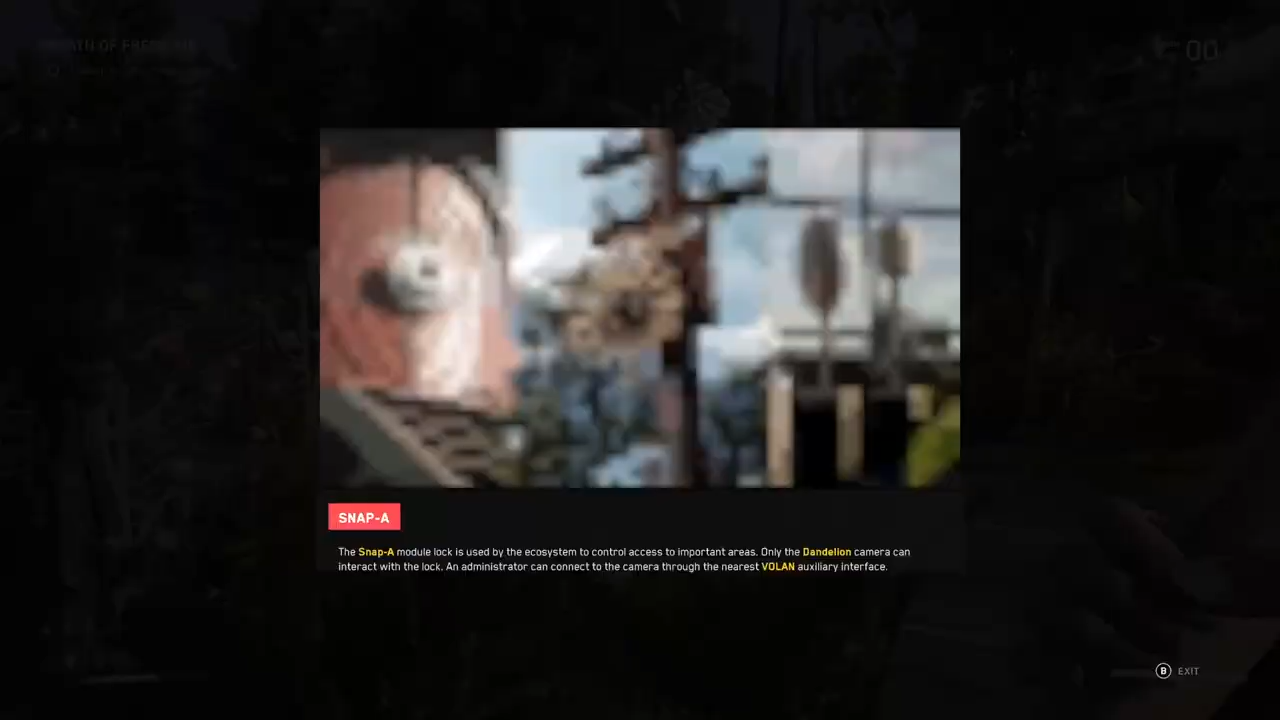 00
SNAP-A
The Snap-A module lock is used by the ecosystem to control access to important areas. Only the Dandelion camera can
interact with the lock. An administrator can connect to the camera through the nearest VOLAN auxiliary interface.
B EXIT